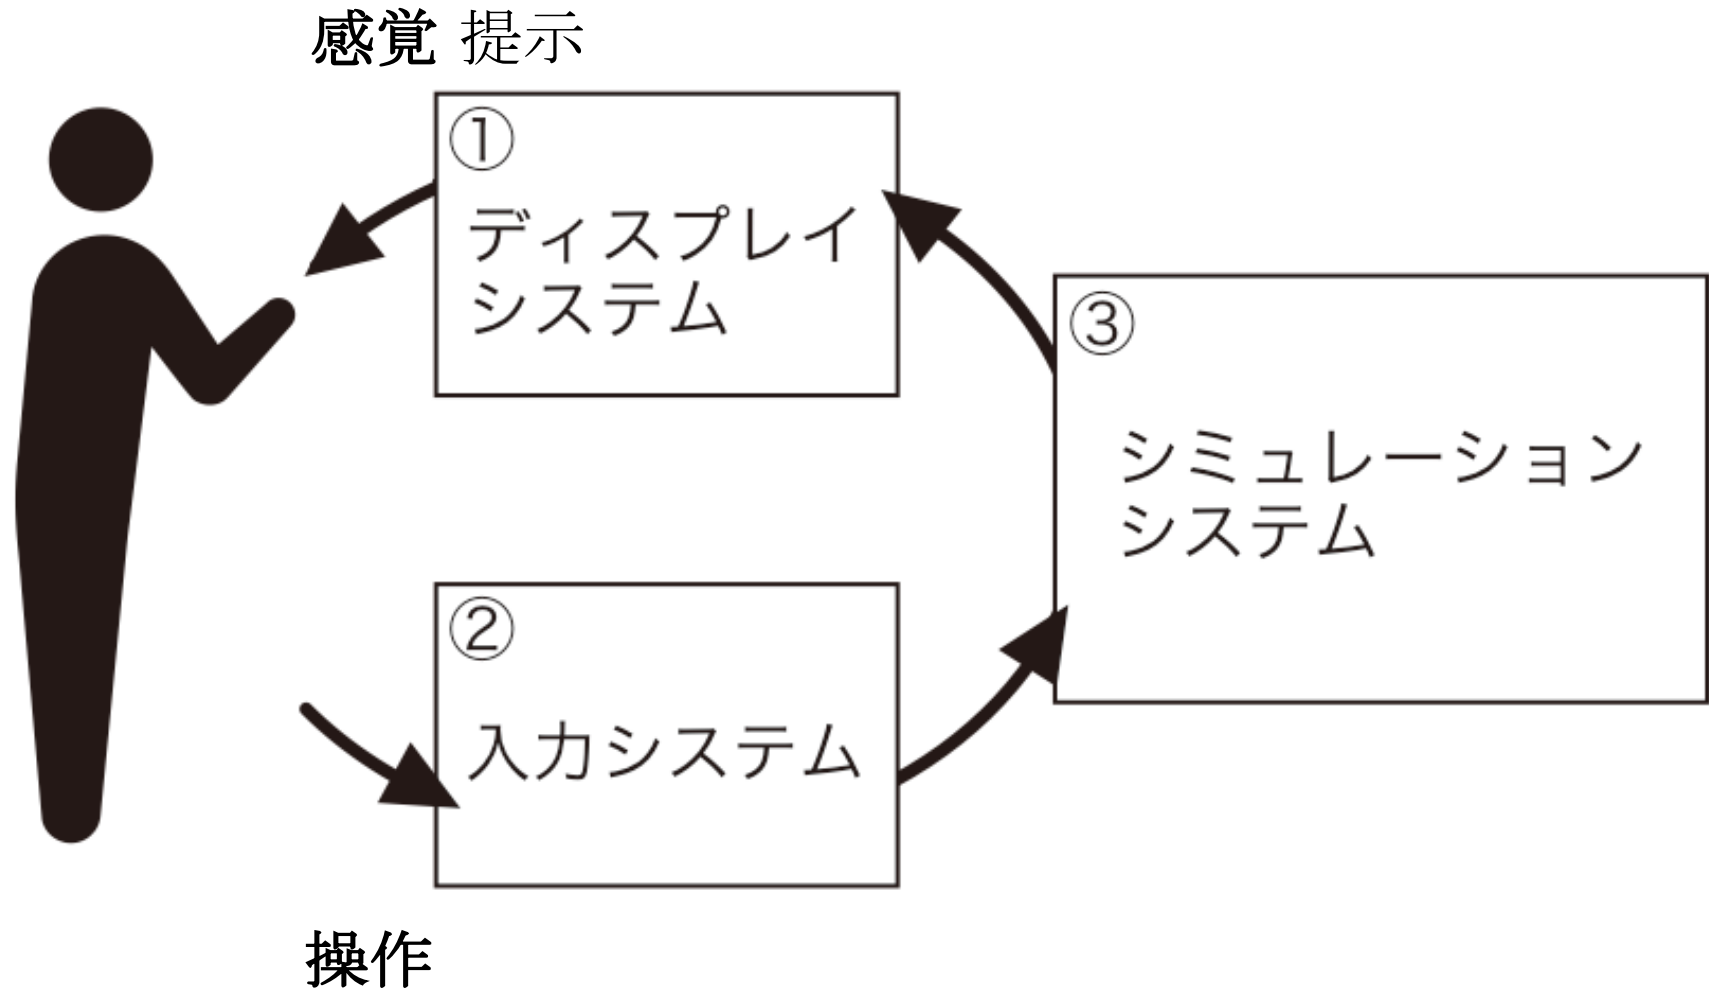 感覚 提示
①
ディスプレイ
システム
③
シミュレーション
システム
②
入力システム
操作